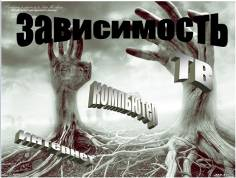 зависимость
ТВ
компьютер
интернет